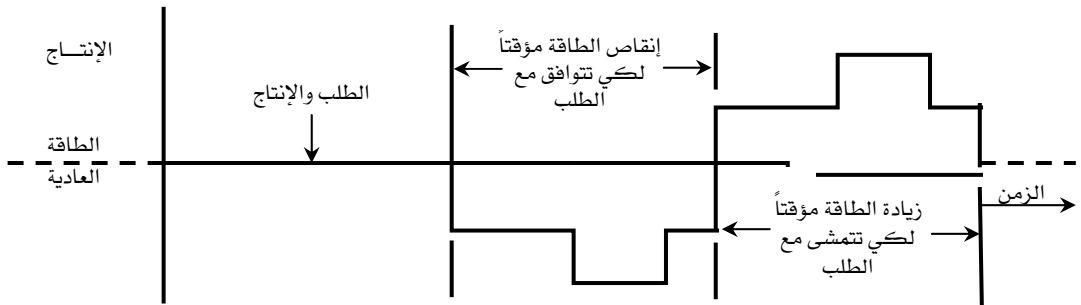 الإنتـــاج
إنقاص الطاقة مؤقتاً
لكي تتوافق مع
الطلب
الطلب والإنتاج
الطاقة
العادية
الزمن
زيادة الطاقة مؤقتاً
لكي تتمشى مع
الطلب